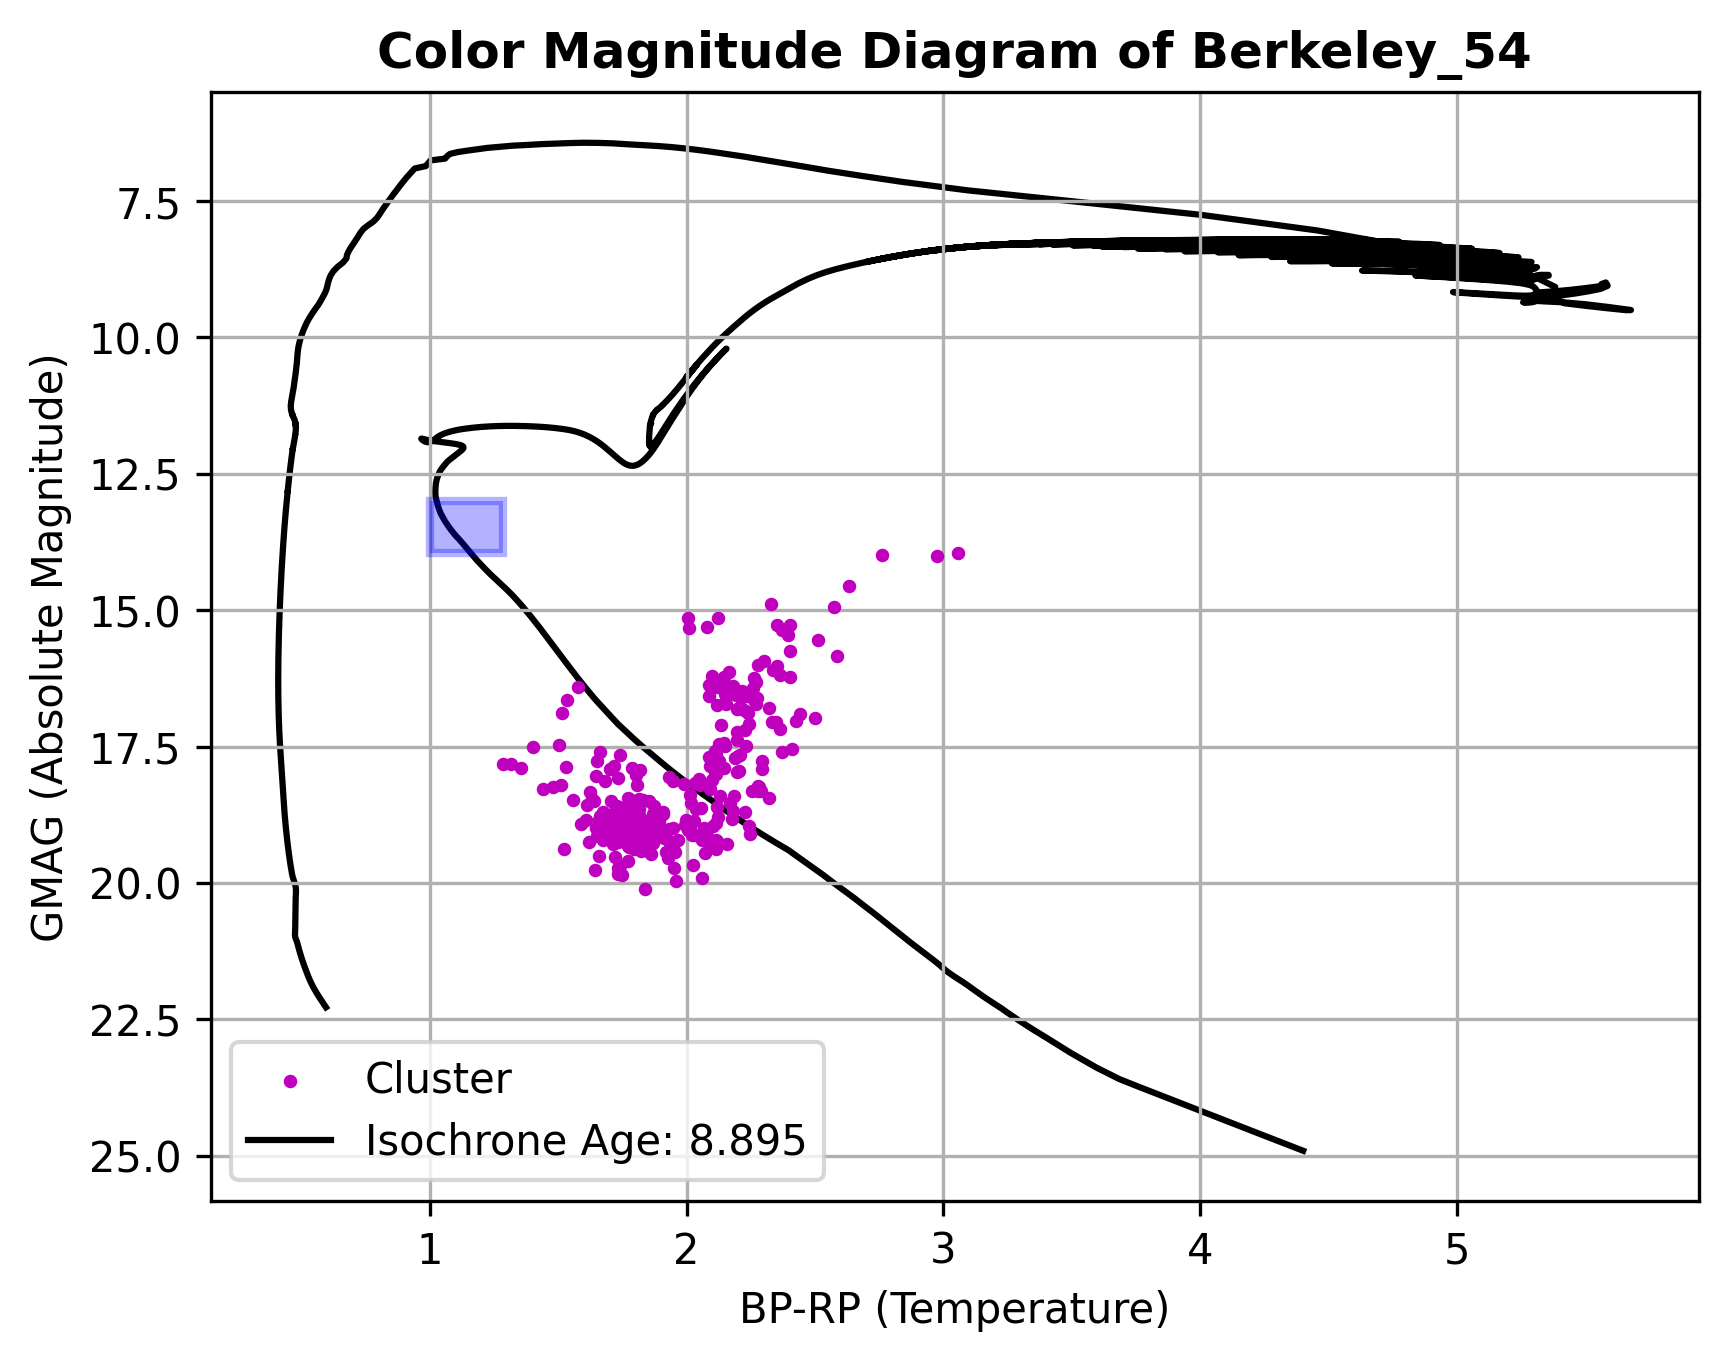 Color Magnitude Diagram of Berkeley_54
GMAG (Absolute Magnitude)
7.5
10.0
12.5
15.0
17.5
20.0
22.5
25.0
Cluster
Isochrone Age: 8.895
1 2 3 4 5
BP-RP (Temperature)